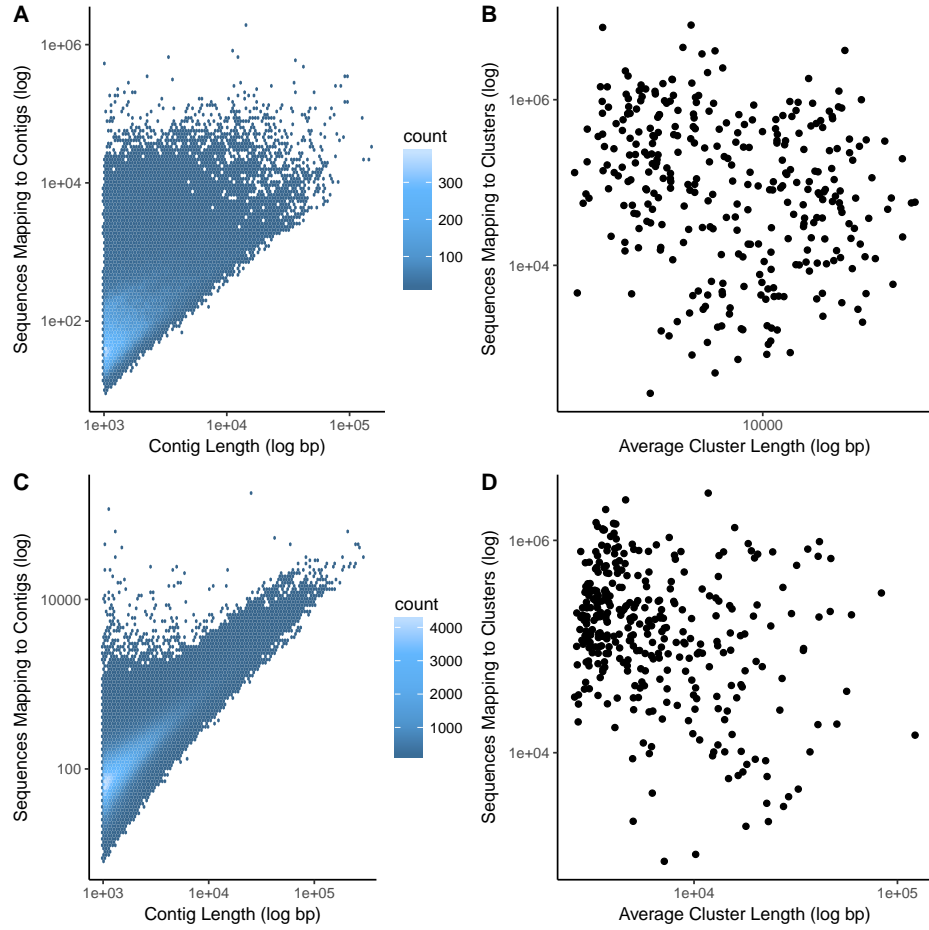 A
Sequences Mapping to Contigs (log)
1e+06
1e+04
1e+02
1e+03
1e+04
1e+05
Contig Length (log bp)
count
300
200
100
B
Sequences Mapping to Clusters (log)
1e+06
1e+04
10000
Average Cluster Length (log bp)
C
Sequences Mapping to Contigs (log)
10000
100
1e+03
1e+04
1e+05
Contig Length (log bp)
count
4000
3000
2000
1000
D
Sequences Mapping to Clusters (log)
1e+06
1e+04
1e+04
1e+05
Average Cluster Length (log bp)